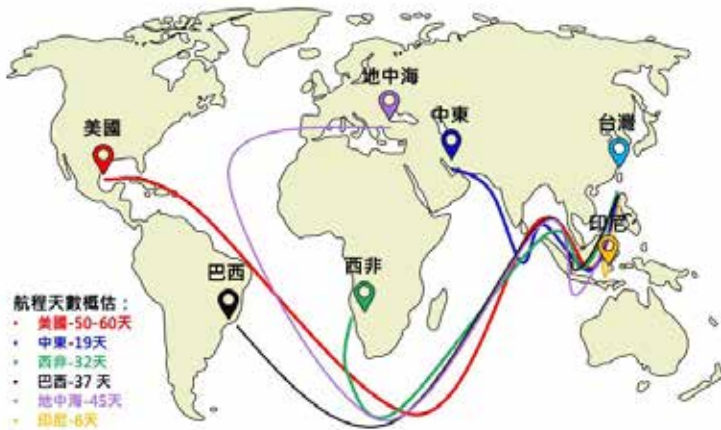 地中海
中東
美國
台灣
印尼
巴西
西非
航程天數概估：
• 美國-50-60天
• 中東-19天
• 西非-32天
• 巴西-37 天
• 地中海-45天
• 印尼-6天